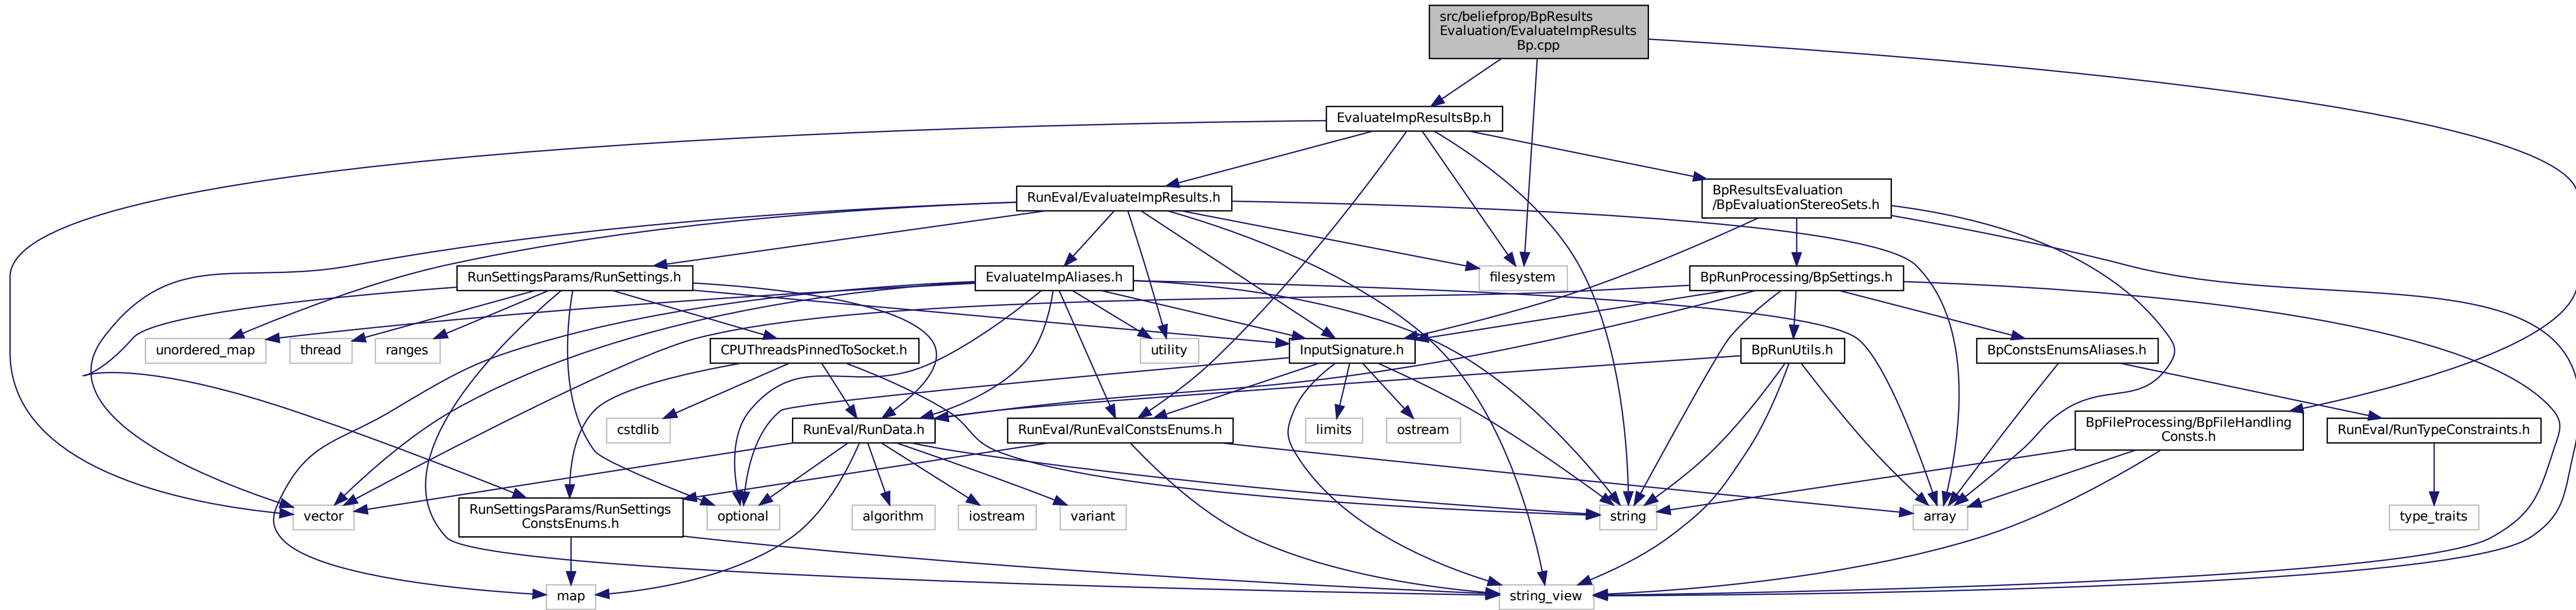 src/beliefprop/BpResults
Evaluation/EvaluateImpResults
Bp.cpp
EvaluateImpResultsBp.h
RunEval/EvaluateImpResults.h
BpResultsEvaluation
/BpEvaluationStereoSets.h
RunSettingsParams/RunSettings.h
EvaluateImpAliases.h
filesystem
BpRunProcessing/BpSettings.h
unordered_map
thread
ranges
CPUThreadsPinnedToSocket.h
utility
InputSignature.h
BpRunUtils.h
BpConstsEnumsAliases.h
cstdlib
RunEval/RunData.h
RunEval/RunEvalConstsEnums.h
limits
ostream
BpFileProcessing/BpFileHandling
Consts.h
RunEval/RunTypeConstraints.h
vector
RunSettingsParams/RunSettings
ConstsEnums.h
optional
algorithm
iostream
variant
string
array
type_traits
map
string_view